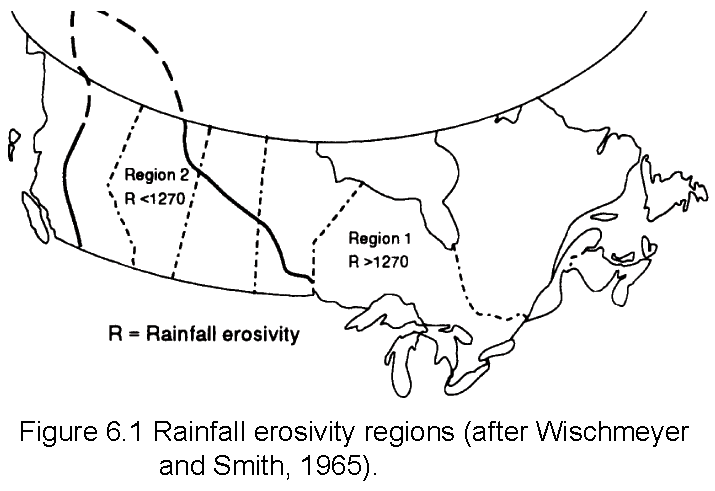 Region 2
R <1270
Region 1
R >1270
R = Rainfall erosivity
Figure 6.1 Rainfall erosivity regions (after Wischmeyer
and Smith, 1965).